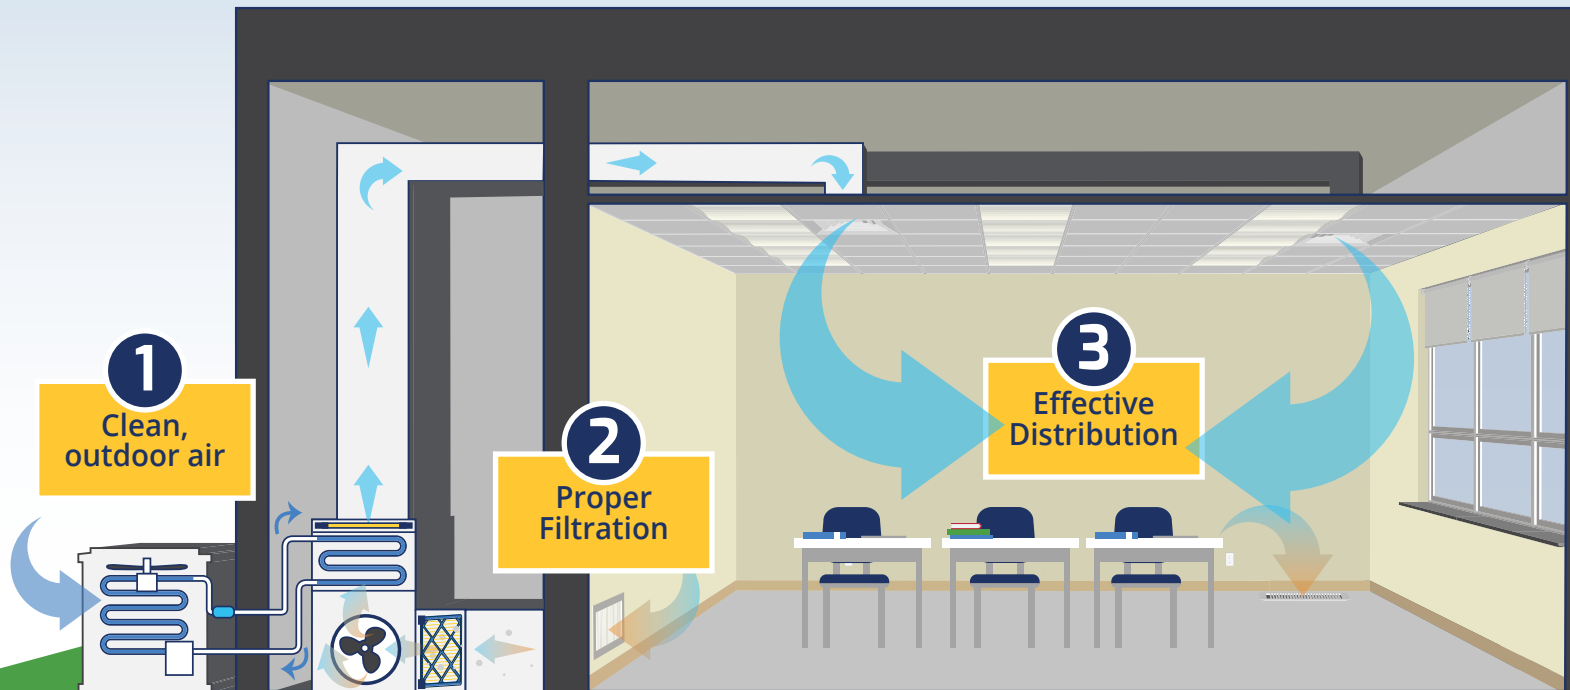 1
Clean,
outdoor air
2
Proper
Filtration
3
Effective
Distribution